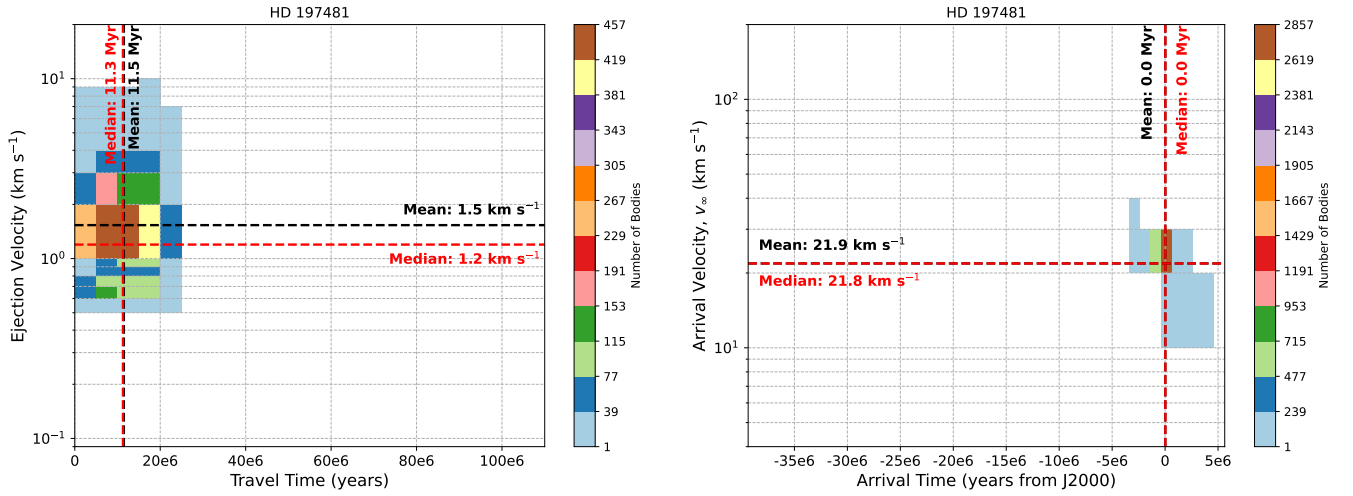 HD 197481
Ejection Velocity (km s⁻¹)
10¹
10⁰
10⁻¹
Median: 11.3 Myr
Mean: 11.5 Myr
Mean: 1.5 km s⁻¹
Median: 1.2 km s⁻¹
0 20e6 40e6 60e6 80e6 100e6
Travel Time (years)
457
419
381
343
305
267
229
191
153
115
77
39
1
Number of Bodies
HD 197481
Arrival Velocity, v∞ (km s⁻¹)
10²
10¹
Mean: 0.0 Myr
Median: 0.0 Myr
Mean: 21.9 km s⁻¹
Median: 21.8 km s⁻¹
-35e6 -30e6 -25e6 -20e6 -15e6 -10e6 -5e6 0 5e6
Arrival Time (years from J2000)
2857
2619
2381
2143
1905
1667
1429
1191
953
715
477
239
1
Number of Bodies